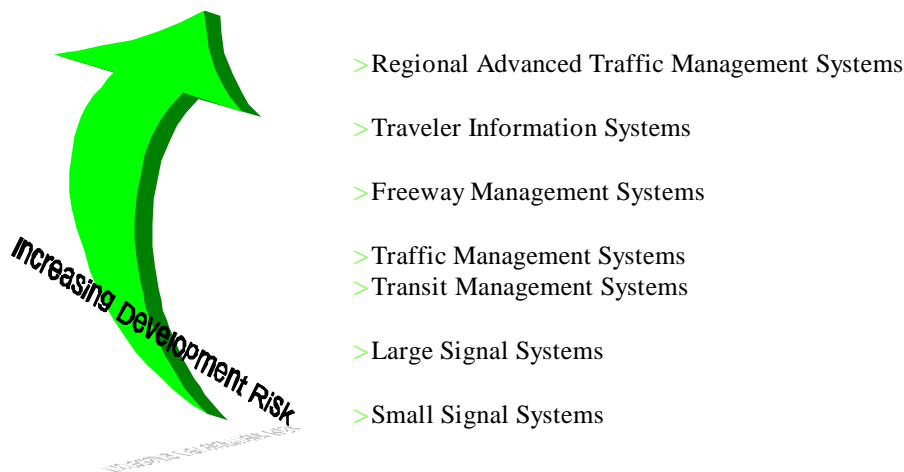 >Regional Advanced Traffic Management Systems
>Traveler Information Systems
>Freeway Management Systems
>Traffic Management Systems
>Transit Management Systems
>Large Signal Systems
>Small Signal Systems
Increasing Development Risk